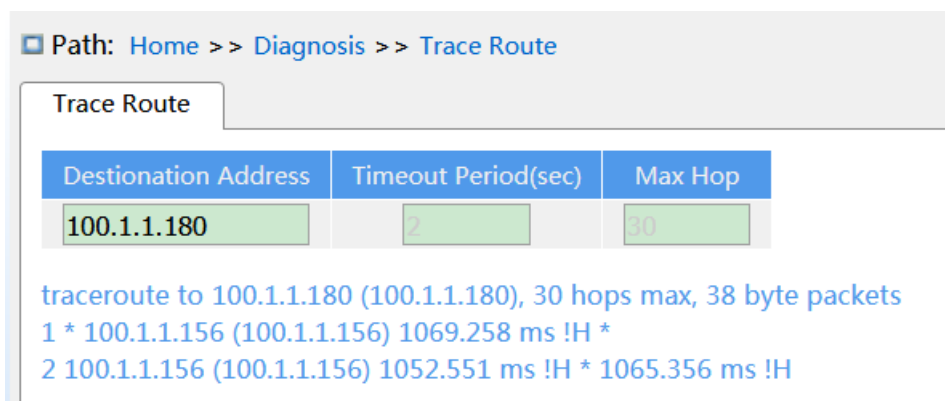 Path: Home >> Diagnosis >> Trace Route
Trace Route
Destionation Address Timeout Period(sec) Max Hop
100.1.1.180 2 30
traceroute to 100.1.1.180 (100.1.1.180), 30 hops max, 38 byte packets
1 * 100.1.1.156 (100.1.1.156) 1069.258 ms !H *
2 100.1.1.156 (100.1.1.156) 1052.551 ms !H * 1065.356 ms !H